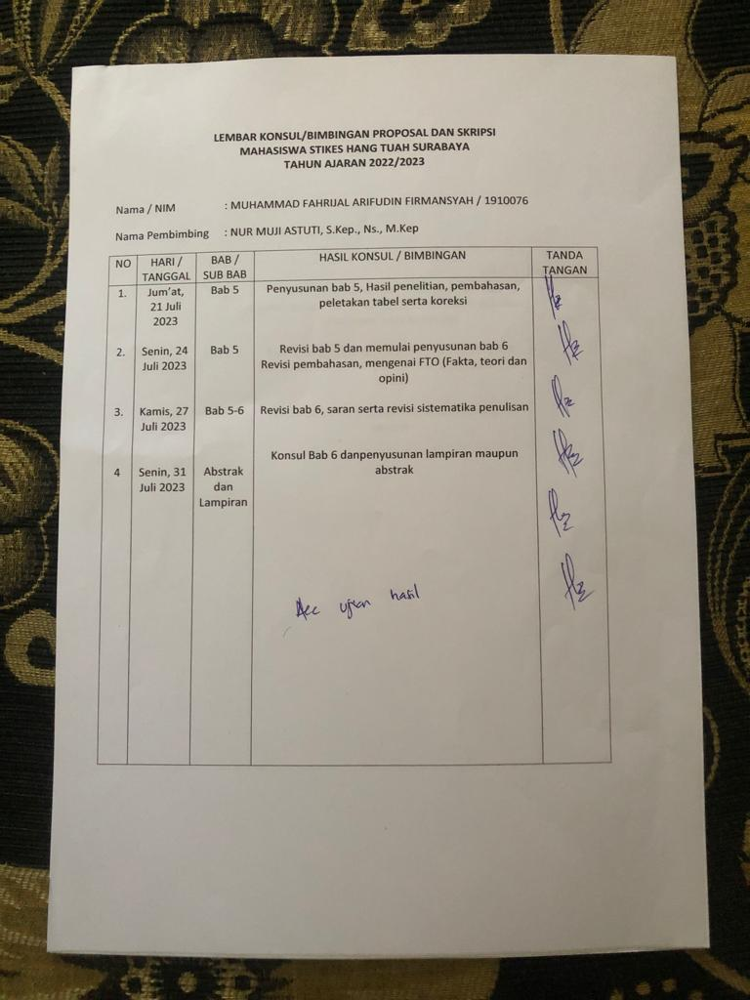 LEMBAR KONSUL/BIMBINGAN PROPOSAL DAN SKRIPSI
MAHASISWA STIKES HANG TUAH SURABAYA
TAHUN AJARAN 2022/2023
Nama / NIM : MUHAMMAD FAHRIJAL ARIFUDIN FIRMANSYAH / 1910076
Nama Pembimbing : NUR MUJI ASTUTI, S.Kep., Ns., M.Kep
NO HARI / TANGGAL BAB / SUB BAB HASIL KONSUL / BIMBINGAN TANDA TANGAN
1. Jum'at, Bab 5 Penyusunan bab 5, Hasil penelitian, pembahasan,
21 Juli peletakan tabel serta koreksi
2023
2. Senin, 24 Bab 5 Revisi bab 5 dan memulai penyusunan bab 6
Juli 2023 Revisi pembahasan, mengenai FTO (Fakta, teori dan
opini)
3. Kamis, 27 Bab 5-6 Revisi bab 6, saran serta revisi sistematika penulisan
Juli 2023
Konsul Bab 6 danpenyusunan lampiran maupun
4 Senin, 31 Abstrak abstrak
Juli 2023 dan
Lampiran
Acc ujian hasil